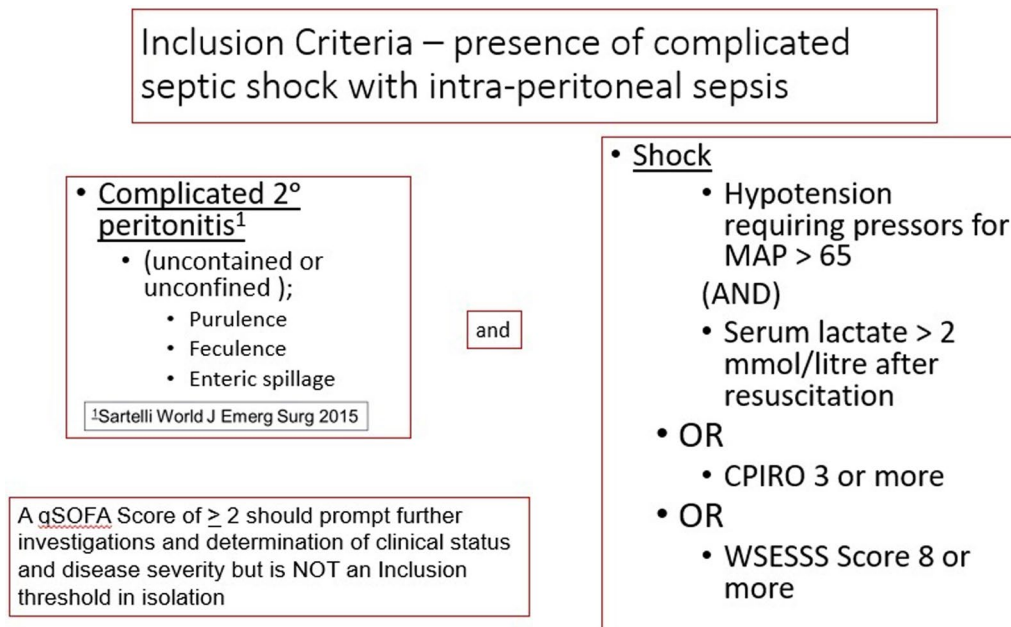 Inclusion Criteria – presence of complicated
septic shock with intra-peritoneal sepsis
• Complicated 2°
peritonitis¹
• (uncontained or
unconfined );
• Purulence
• Feculence
• Enteric spillage
¹Sartelli World J Emerg Surg 2015
and
• Shock
• Hypotension
requiring pressors for
MAP > 65
(AND)
• Serum lactate > 2
mmol/litre after
resuscitation
• OR
• CPIRO 3 or more
• OR
• WSESSS Score 8 or
more
A qSOFA Score of ≥ 2 should prompt further
investigations and determination of clinical status
and disease severity but is NOT an Inclusion
threshold in isolation